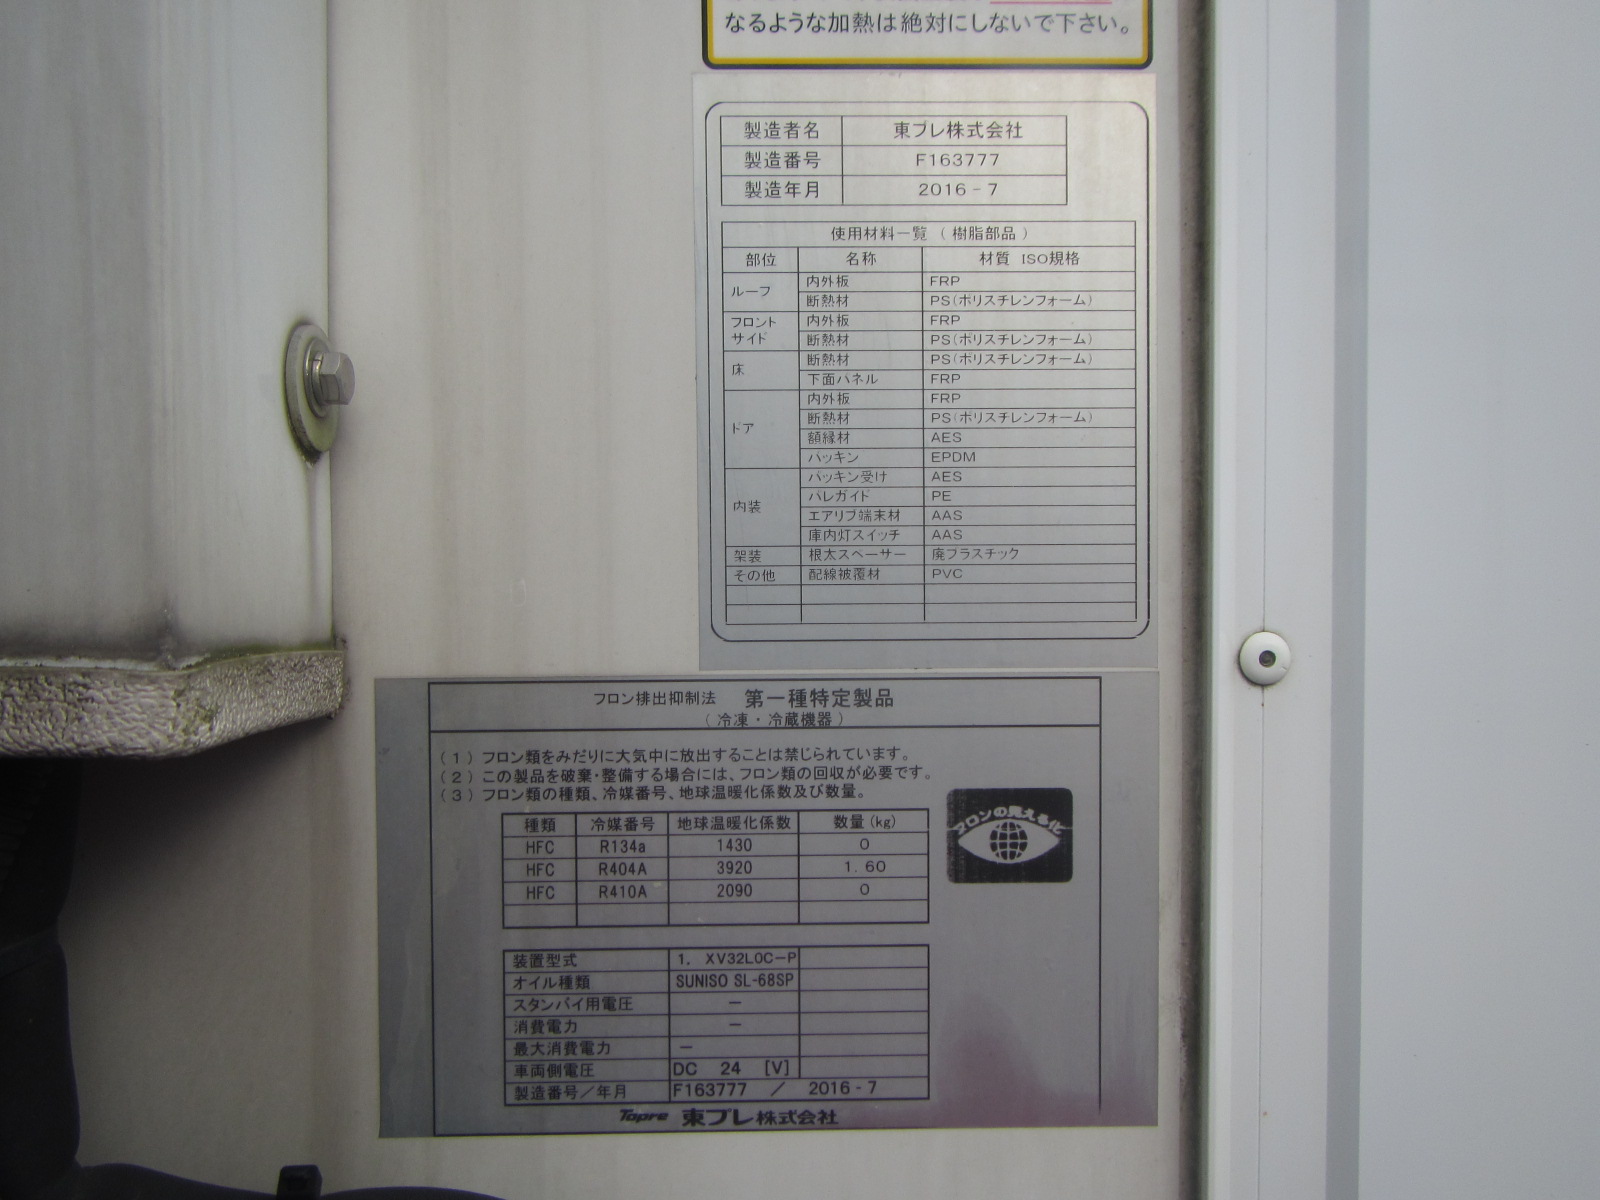 なるような加熱は絶対にしないで下さい。
製造者名 東プレ株式会社
製造番号 F163777
製造年月 2016-7
使用材料一覧(樹脂部品)
部位 名称 材質 ISO規格
ルーフ 内外板 FRP
断熱材 PS(ポリスチレンフォーム)
フロント 内外板 FRP
サイド 断熱材 PS(ポリスチレンフォーム)
床 断熱材 PS(ポリスチレンフォーム)
下面パネル FRP
ドア 内外板 FRP
断熱材 PS(ポリスチレンフォーム)
額縁材 AES
パッキン EPDM
内装 パッキン受け AES
パレガイド PE
エアリブ端末材 AAS
庫内灯スイッチ AAS
架装 根太スペーサー 廃プラスチック
その他 配線被覆材 PVC
フロン排出抑制法 第一種特定製品
(冷凍・冷蔵機器)
(1)フロン類をみだりに大気中に放出することは禁じられています。
(2)この製品を破棄・整備する場合には、フロン類の回収が必要です。
(3)フロン類の種類、冷媒番号、地球温暖化係数及び数量。
種類 冷媒番号 地球温暖化係数 数量(kg)
HFC R134a 1430 0
HFC R404A 3920 1.60
HFC R410A 2090 0
フロンの見える化
装置型式 1. XV32L0C-P
オイル種類 SUNISO SL-68SP
スタンバイ用電圧 -
消費電力 -
最大消費電力 -
車両側電圧 DC 24 [V]
製造番号/年月 F163777 / 2016-7
Topre 東プレ株式会社